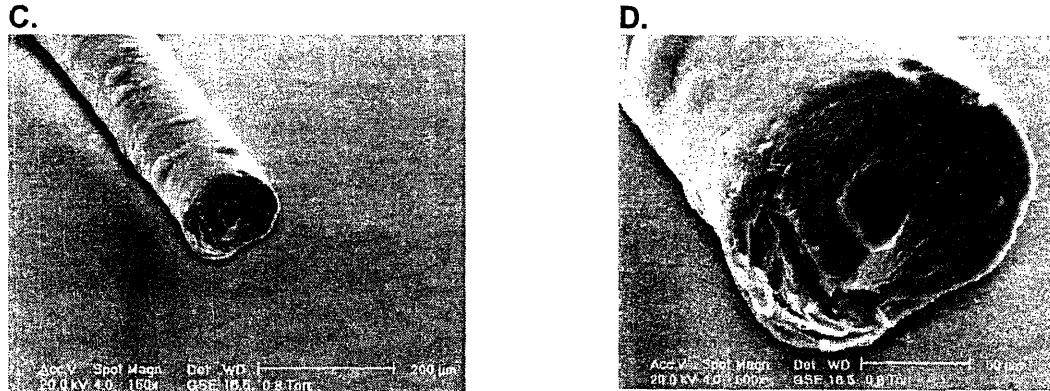 C.
D.
Acc.V Spot Magn Det WD 200 µm
20.0 kV 4.0 150x GSE 16.5 0.8 Torr
Acc.V Spot Magn Det WD 50 µm
20.0 kV 4.0 500x GSE 16.5 0.8 Torr